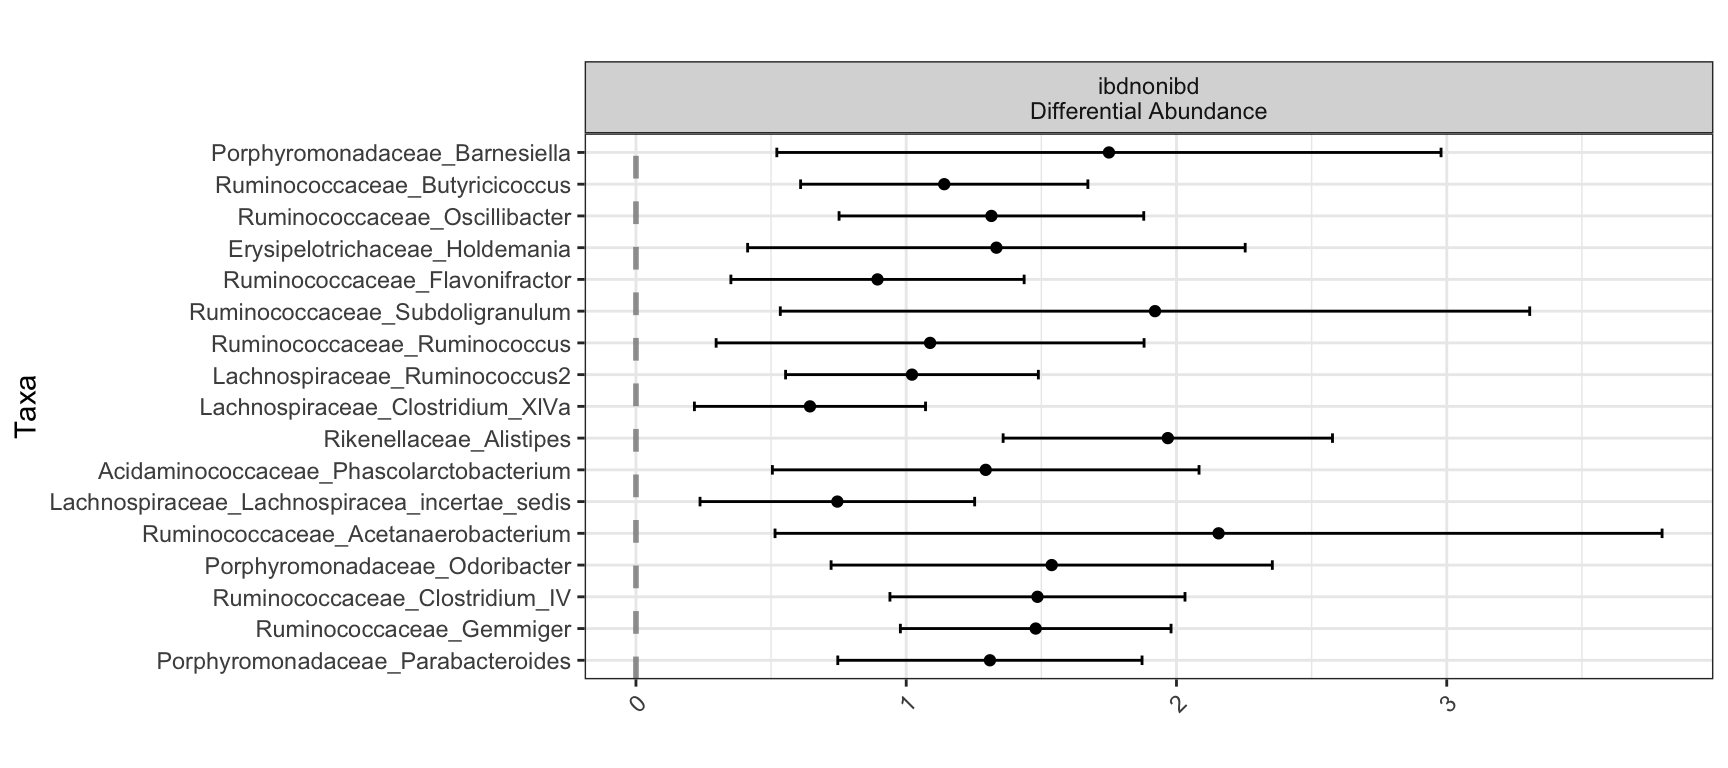 ibdnonibd
Differential Abundance
Taxa
Porphyromonadaceae_Barnesiella
Ruminococcaceae_Butyricicoccus
Ruminococcaceae_Oscillibacter
Erysipelotrichaceae_Holdemania
Ruminococcaceae_Flavonifractor
Ruminococcaceae_Subdoligranulum
Ruminococcaceae_Ruminococcus
Lachnospiraceae_Ruminococcus2
Lachnospiraceae_Clostridium_XlVa
Rikenellaceae_Alistipes
Acidaminococcaceae_Phascolarctobacterium
Lachnospiraceae_Lachnospiracea_incertae_sedis
Ruminococcaceae_Acetanaerobacterium
Porphyromonadaceae_Odoribacter
Ruminococcaceae_Clostridium_IV
Ruminococcaceae_Gemmiger
Porphyromonadaceae_Parabacteroides
0 1 2 3